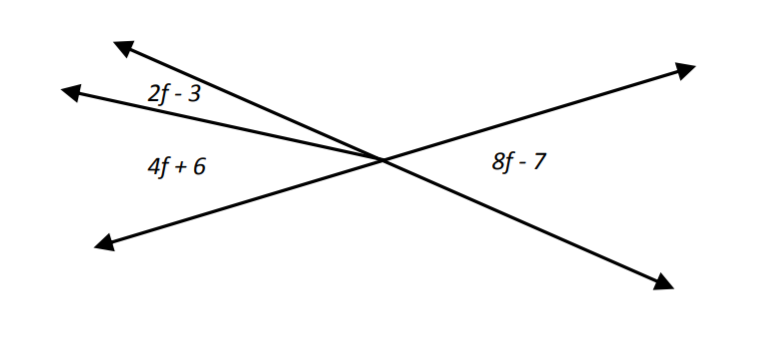 2f - 3
4f + 6
8f - 7